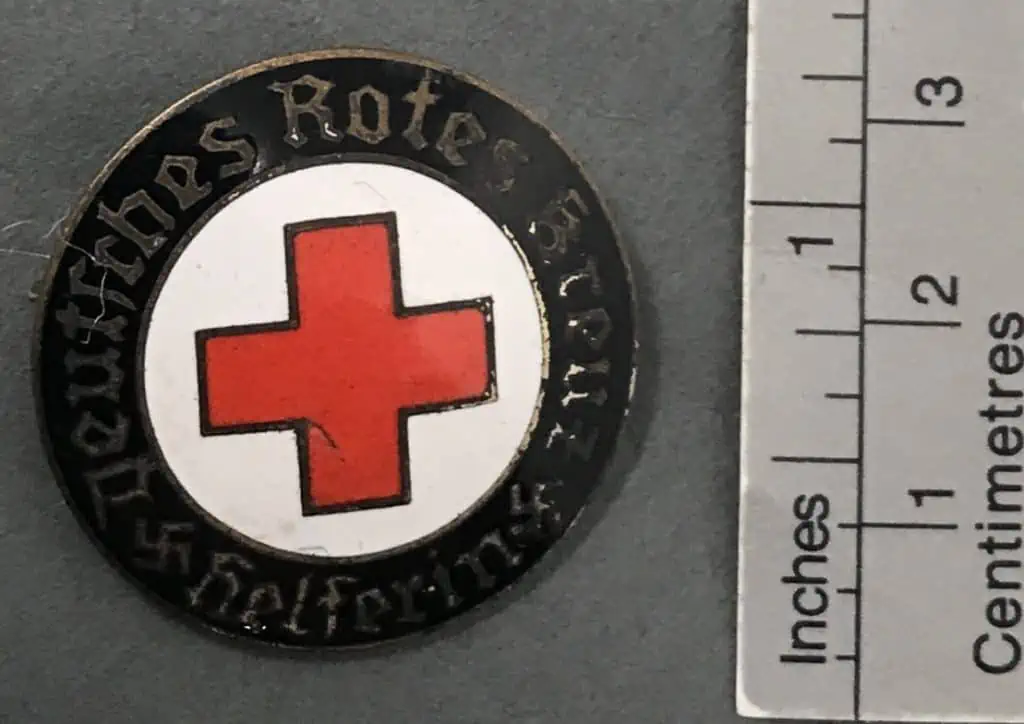 Deutsches Rotes Kreuz
Helferin
Inches
1
Centimetres
1
2
3